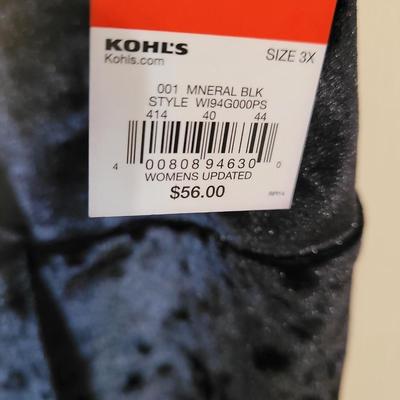 KOHL'S
Kohls.com
SIZE 3X
001 MNERAL BLK
STYLE WI94G000PS
414 40 44
4 00808 94630 0
WOMENS UPDATED
$56.00